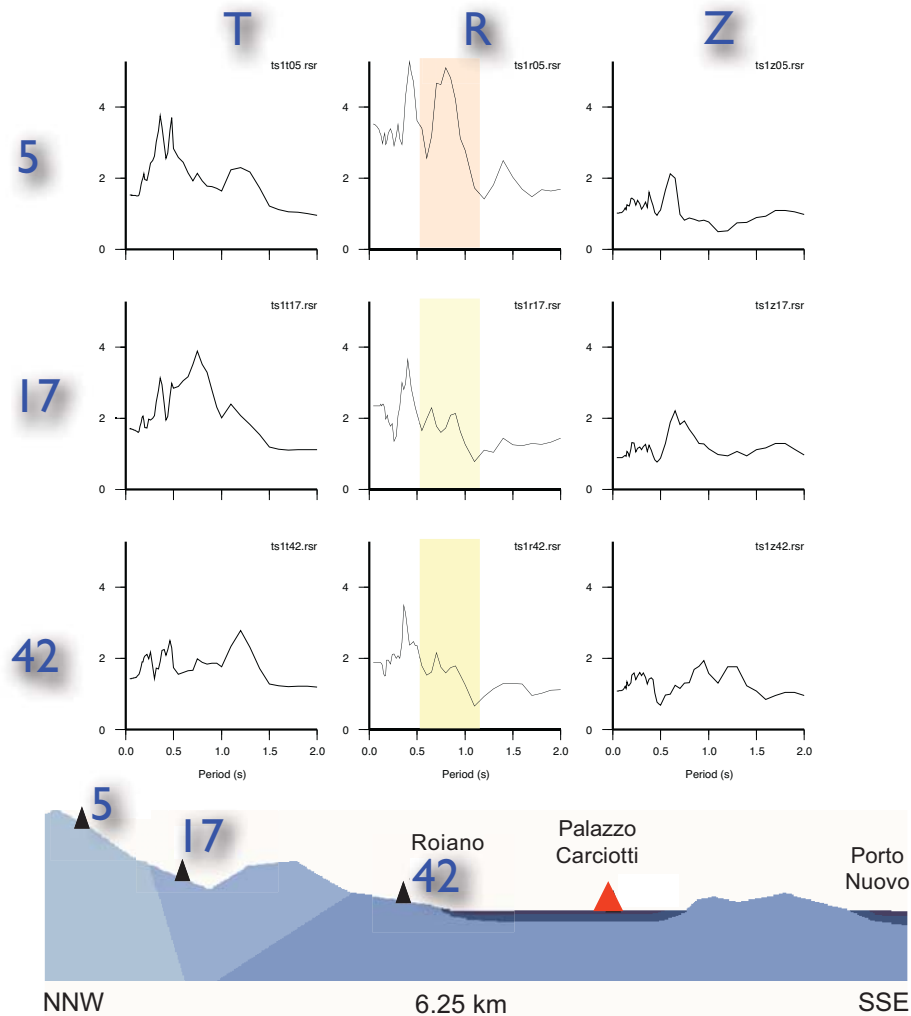 T R Z
5
ts1t05.rsr
ts1r05.rsr
ts1z05.rsr
4 4 4
2 2 2
0 0 0
17
ts1t17.rsr
ts1r17.rsr
ts1z17.rsr
4 4 4
2 2 2
0 0 0
42
ts1t42.rsr
ts1r42.rsr
ts1z42.rsr
4 4 4
2 2 2
0 0 0
0.0 0.5 1.0 1.5 2.0 0.0 0.5 1.0 1.5 2.0 0.0 0.5 1.0 1.5 2.0
Period (s) Period (s) Period (s)
5
17
Roiano
42
Palazzo
Carciotti
Porto
Nuovo
NNW 6.25 km SSE